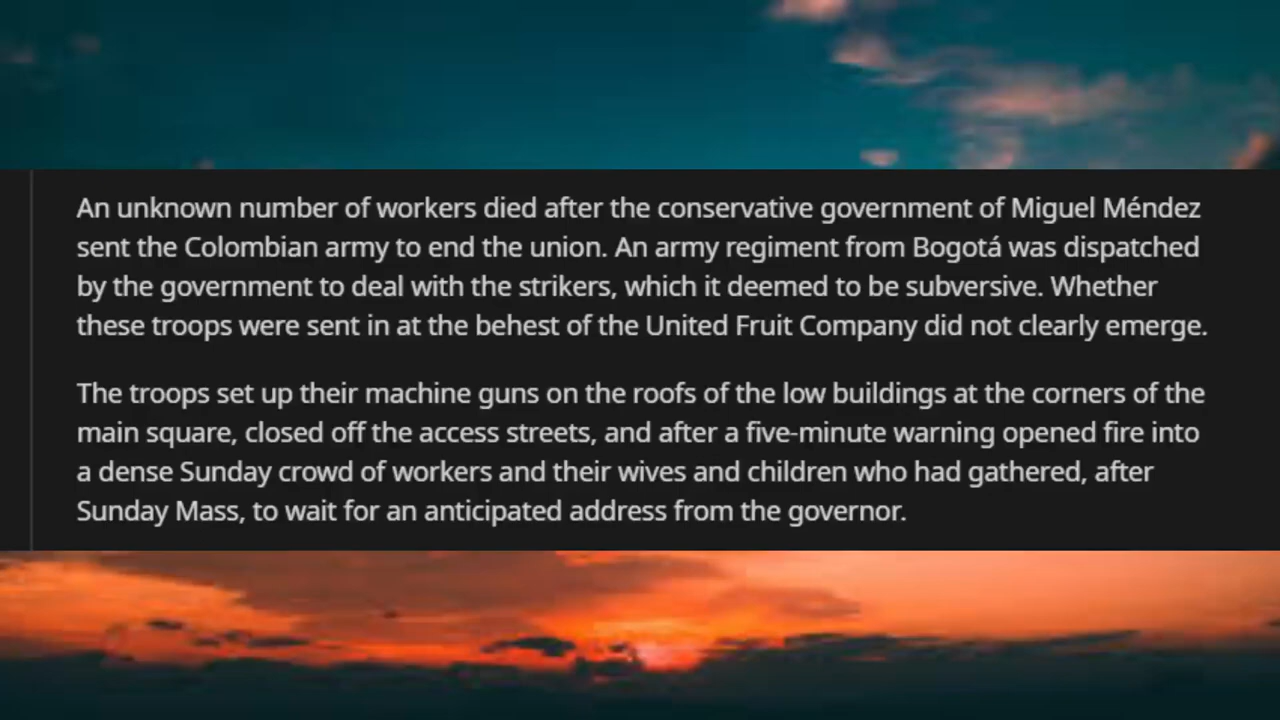 An unknown number of workers died after the conservative government of Miguel Méndez
sent the Colombian army to end the union. An army regiment from Bogotá was dispatched
by the government to deal with the strikers, which it deemed to be subversive. Whether
these troops were sent in at the behest of the United Fruit Company did not clearly emerge.
The troops set up their machine guns on the roofs of the low buildings at the corners of the
main square, closed off the access streets, and after a five-minute warning opened fire into
a dense Sunday crowd of workers and their wives and children who had gathered, after
Sunday Mass, to wait for an anticipated address from the governor.